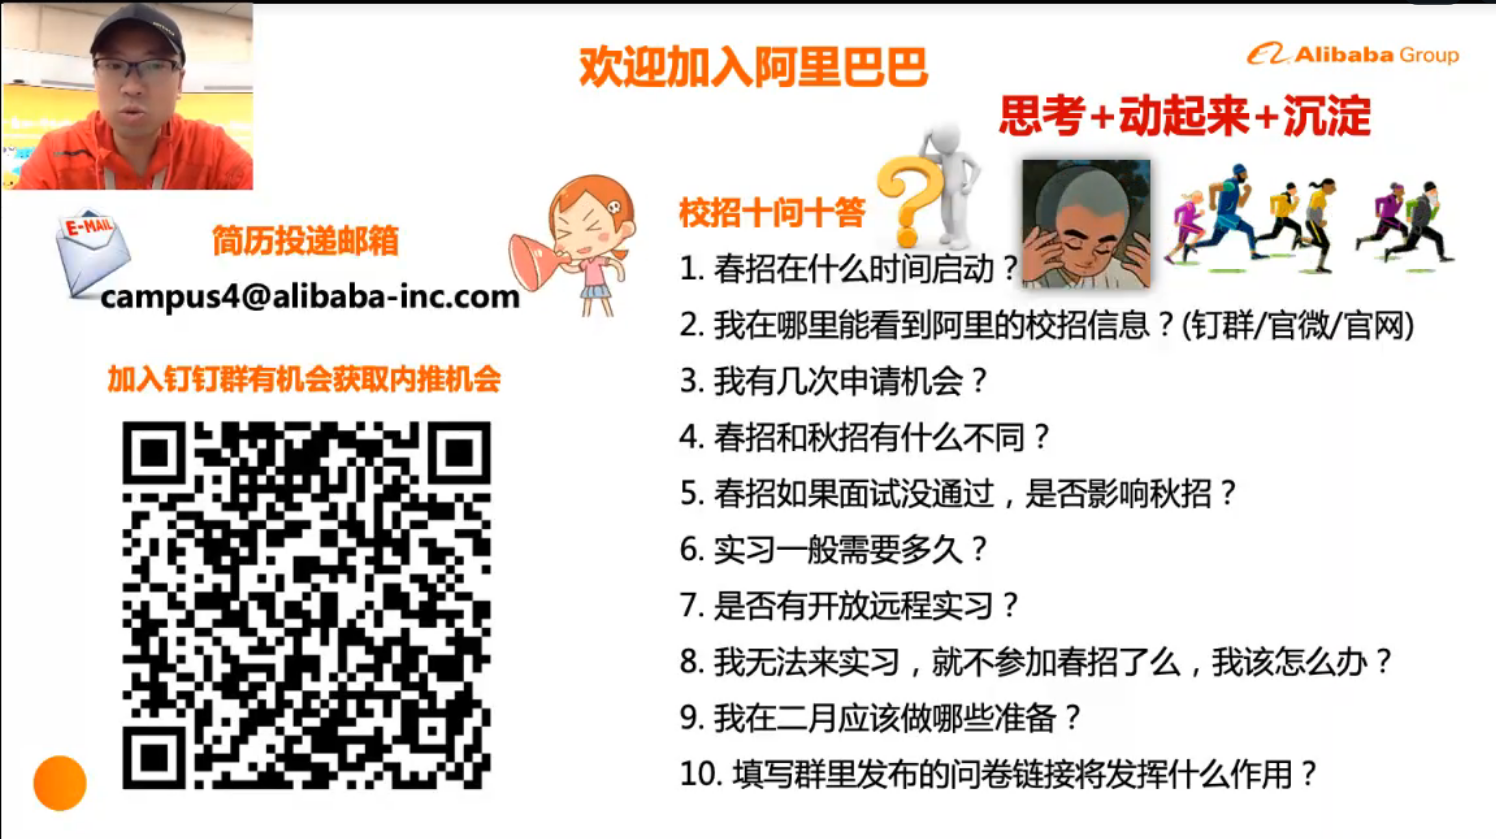 欢迎加入阿里巴巴
Alibaba Group
思考+动起来+沉淀
E-MAIL
简历投递邮箱
campus4@alibaba-inc.com
加入钉钉群有机会获取内推机会
校招十问十答
1. 春招在什么时间启动？
2. 我在哪里能看到阿里的校招信息？(钉群/官微/官网)
3. 我有几次申请机会？
4. 春招和秋招有什么不同？
5. 春招如果面试没通过，是否影响秋招？
6. 实习一般需要多久？
7. 是否有开放远程实习？
8. 我无法来实习，就不参加春招了么，我该怎么办？
9. 我在二月应该做哪些准备？
10. 填写群里发布的问卷链接将发挥什么作用？